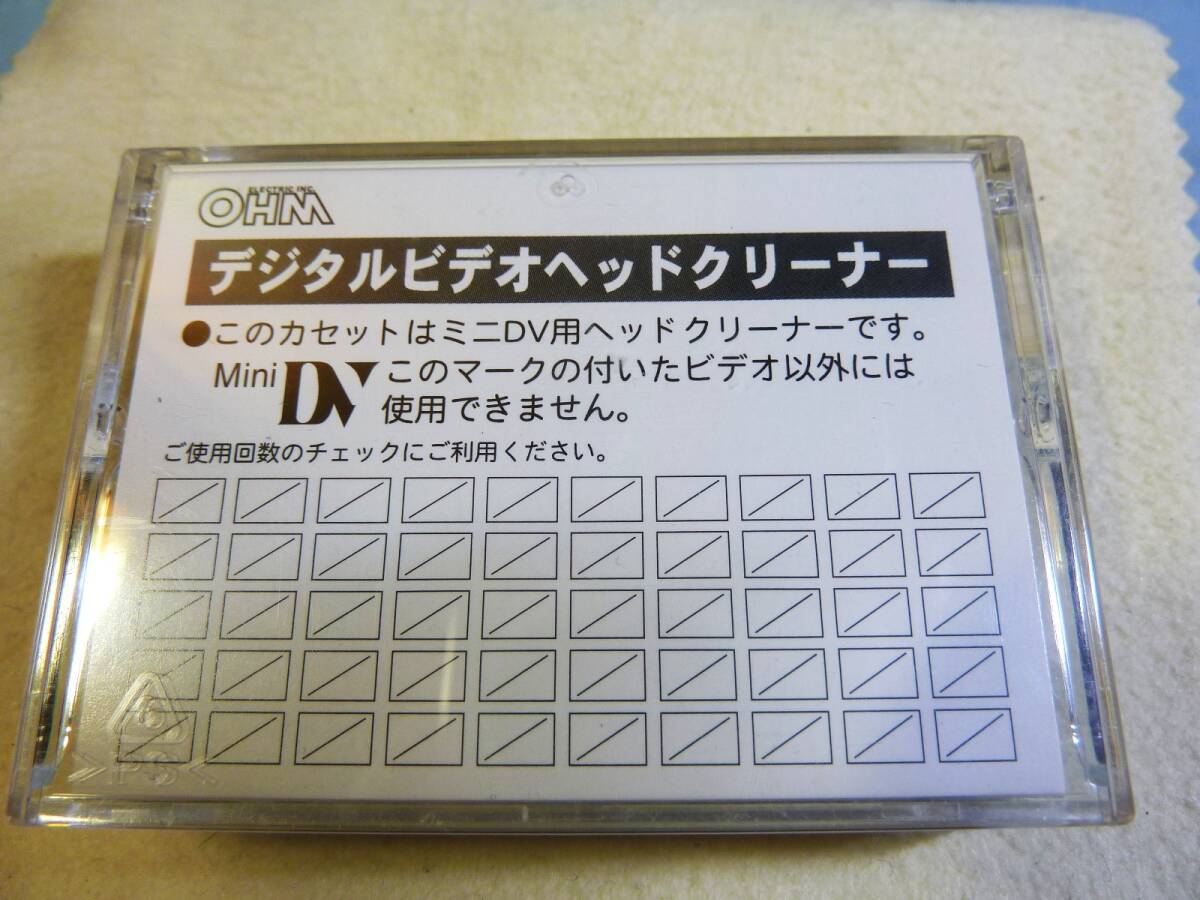 ELECTRIC INC.
OHM
デジタルビデオヘッドクリーナー
●このカセットはミニDV用ヘッドクリーナーです。
Mini DV このマークの付いたビデオ以外には
使用できません。
ご使用回数のチェックにご利用ください。
6
>PS<